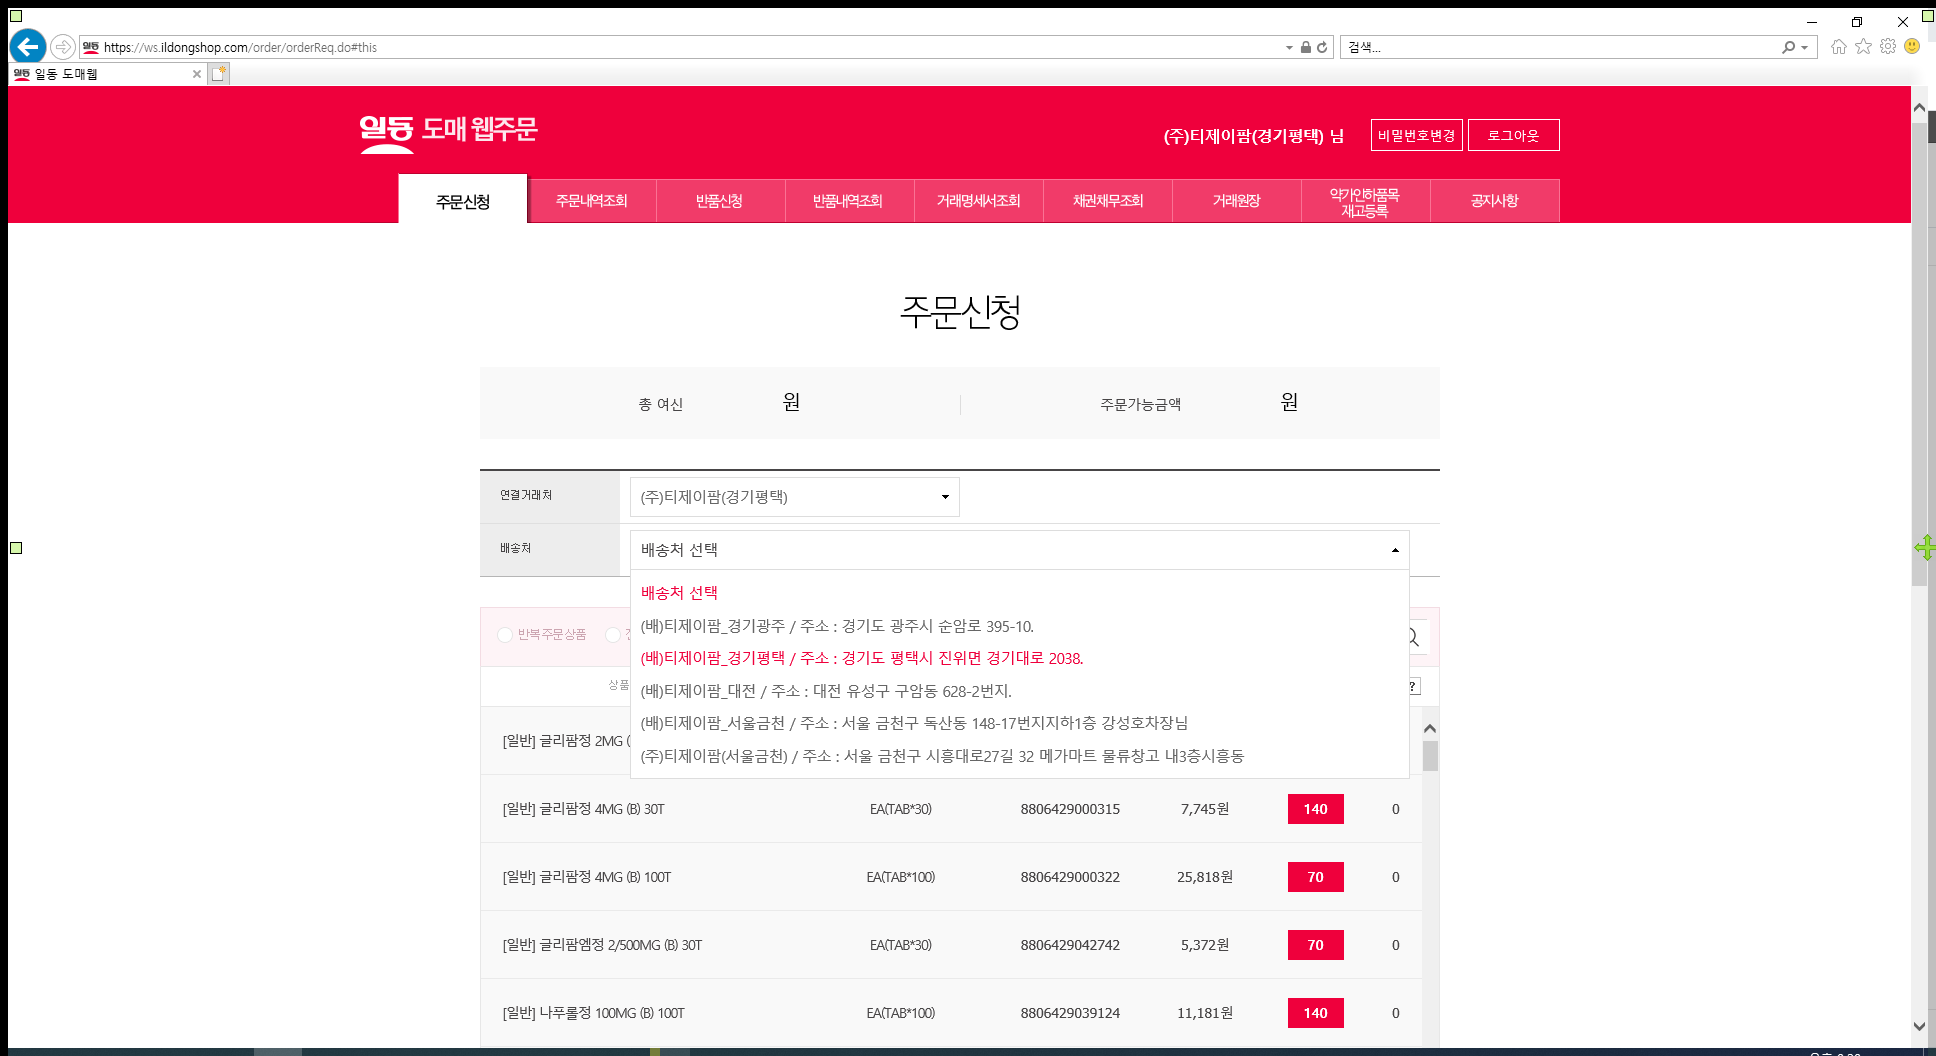 https://ws.ildongshop.com/order/orderReq.do#this
검색...
일동 도매웹
일동 도매 웹주문
(주)티제이팜(경기평택) 님
비밀번호변경
로그아웃
주문신청
주문내역조회
반품신청
반품내역조회
거래명세서조회
채권채무조회
거래원장
약가인하품목
재고등록
공지사항
주문신청
총 여신 원
주문가능금액 원
연결거래처
(주)티제이팜(경기평택)
배송처
배송처 선택
배송처 선택
(배)티제이팜_경기광주 / 주소 : 경기도 광주시 순암로 395-10.
(배)티제이팜_경기평택 / 주소 : 경기도 평택시 진위면 경기대로 2038.
(배)티제이팜_대전 / 주소 : 대전 유성구 구암동 628-2번지.
(배)티제이팜_서울금천 / 주소 : 서울 금천구 독산동 148-17번지지하1층 강성호차장님
(주)티제이팜(서울금천) / 주소 : 서울 금천구 시흥대로27길 32 메가마트 물류창고 내3층시흥동
반복주문상품
상품
?
[일반] 글리팜정 2MG (
[일반] 글리팜정 4MG (B) 30T EA(TAB*30) 8806429000315 7,745원 140 0
[일반] 글리팜정 4MG (B) 100T EA(TAB*100) 8806429000322 25,818원 70 0
[일반] 글리팜엠정 2/500MG (B) 30T EA(TAB*30) 8806429042742 5,372원 70 0
[일반] 나푸롤정 100MG (B) 100T EA(TAB*100) 8806429039124 11,181원 140 0